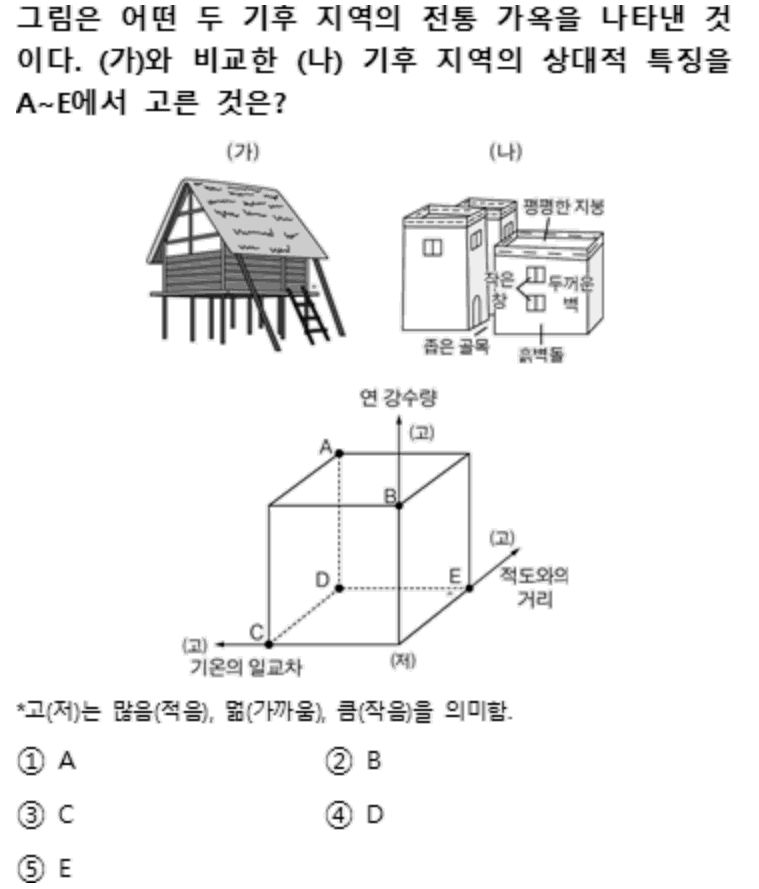 그림은 어떤 두 기후 지역의 전통 가옥을 나타낸 것
이다. (가)와 비교한 (나) 기후 지역의 상대적 특징을
A~E에서 고른 것은?
(가)
(나)
평평한 지붕
작은
창
두꺼운
벽
좁은 골목
흙벽돌
연 강수량
(고)
A
B
(고)
D
E
적도와의
거리
C
(고)
기온의 일교차
(저)
*고(저)는 많음(적음), 멂(가까움), 큼(작음)을 의미함.
① A
② B
③ C
④ D
⑤ E